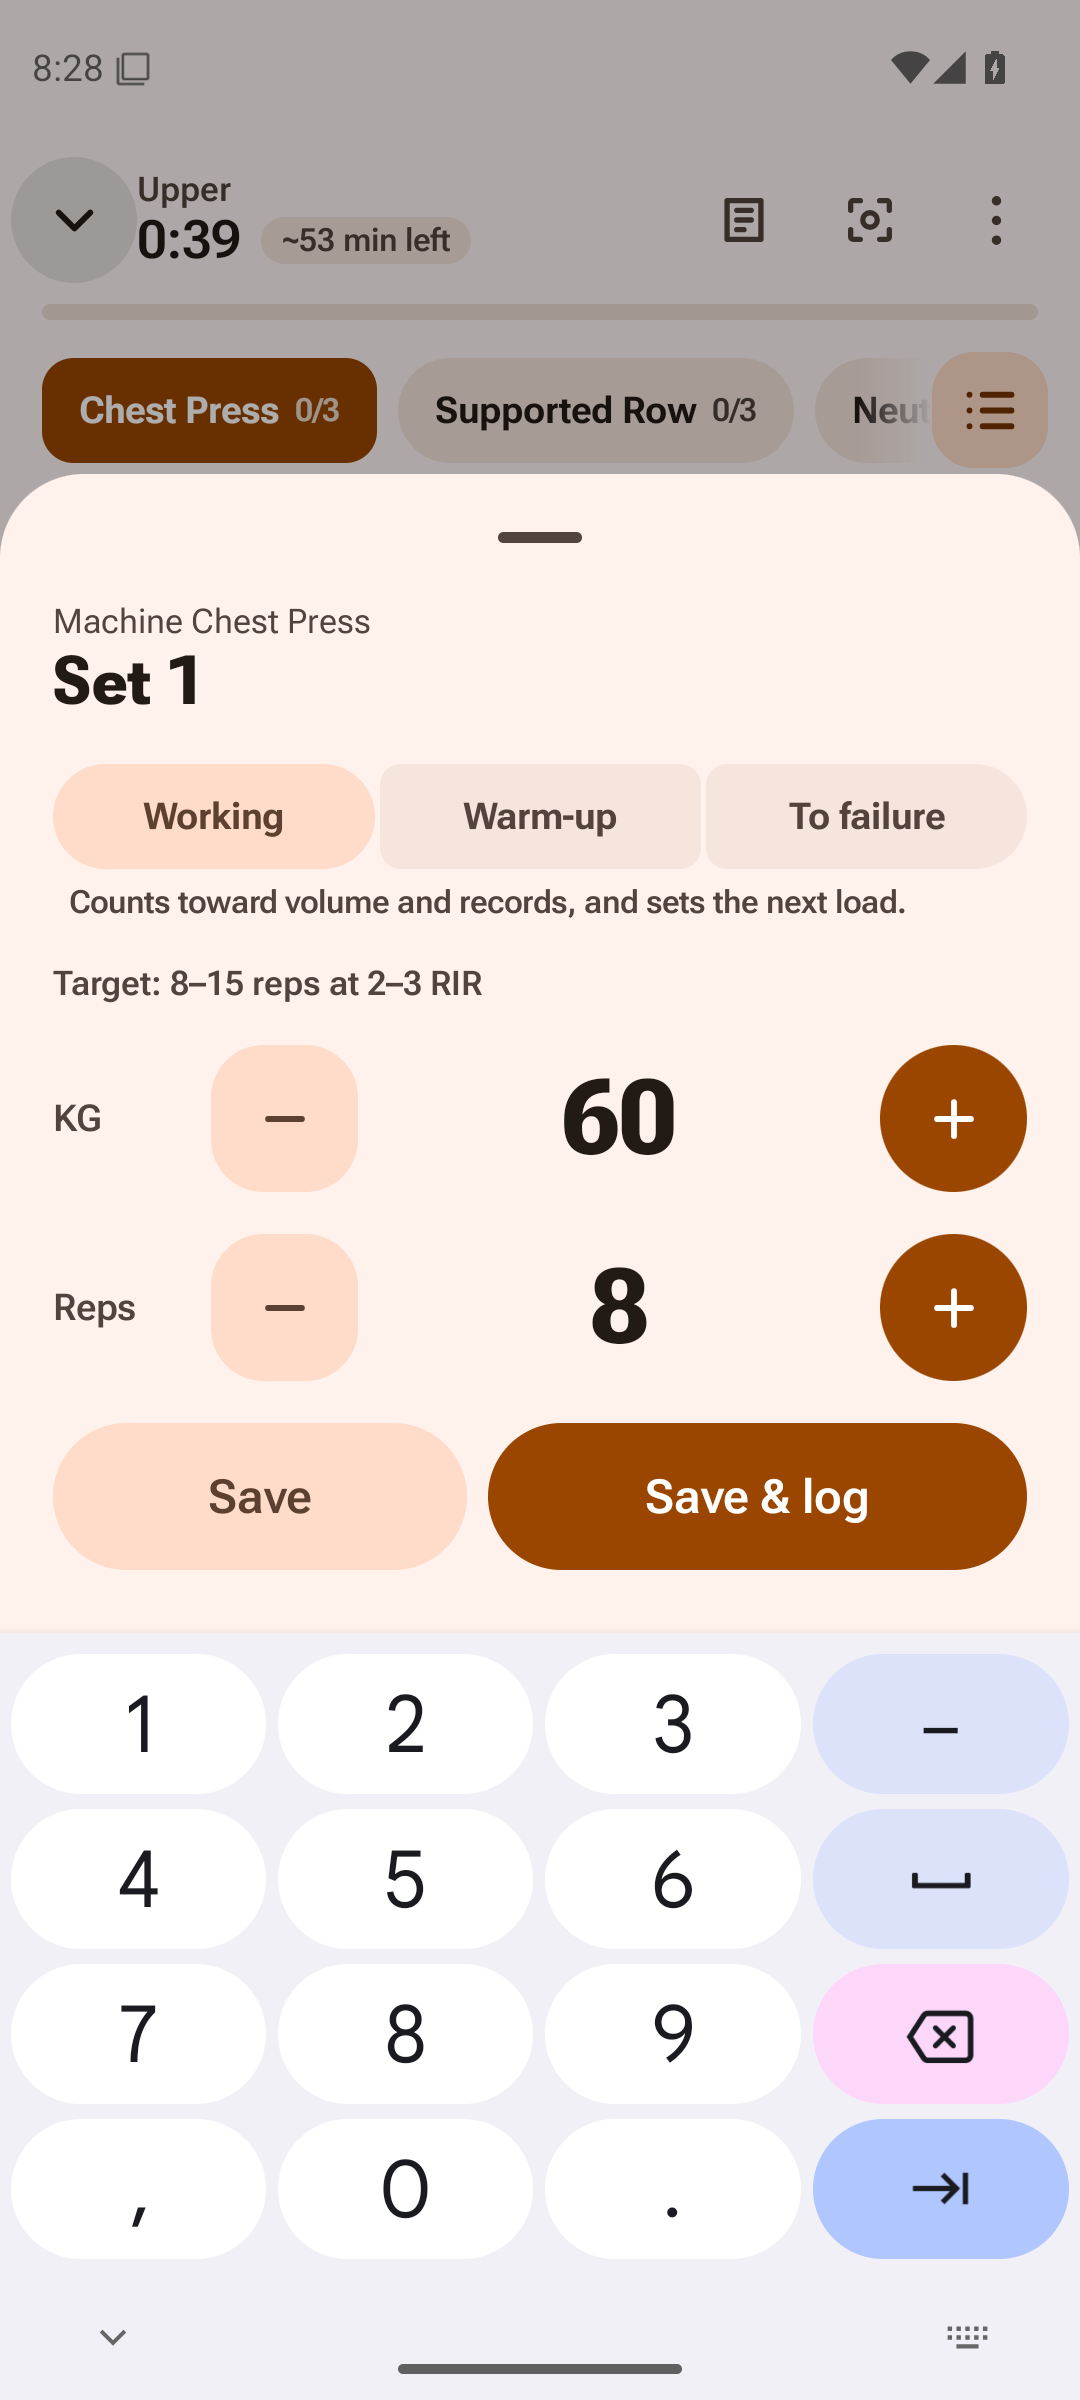 8:28
Upper
0:39 ~53 min left
Chest Press 0/3 Supported Row 0/3 Neut
Machine Chest Press
Set 1
Working Warm-up To failure
Counts toward volume and records, and sets the next load.
Target: 8–15 reps at 2–3 RIR
KG 60
Reps 8
Save Save & log
1 2 3 –
4 5 6
7 8 9
, 0 .